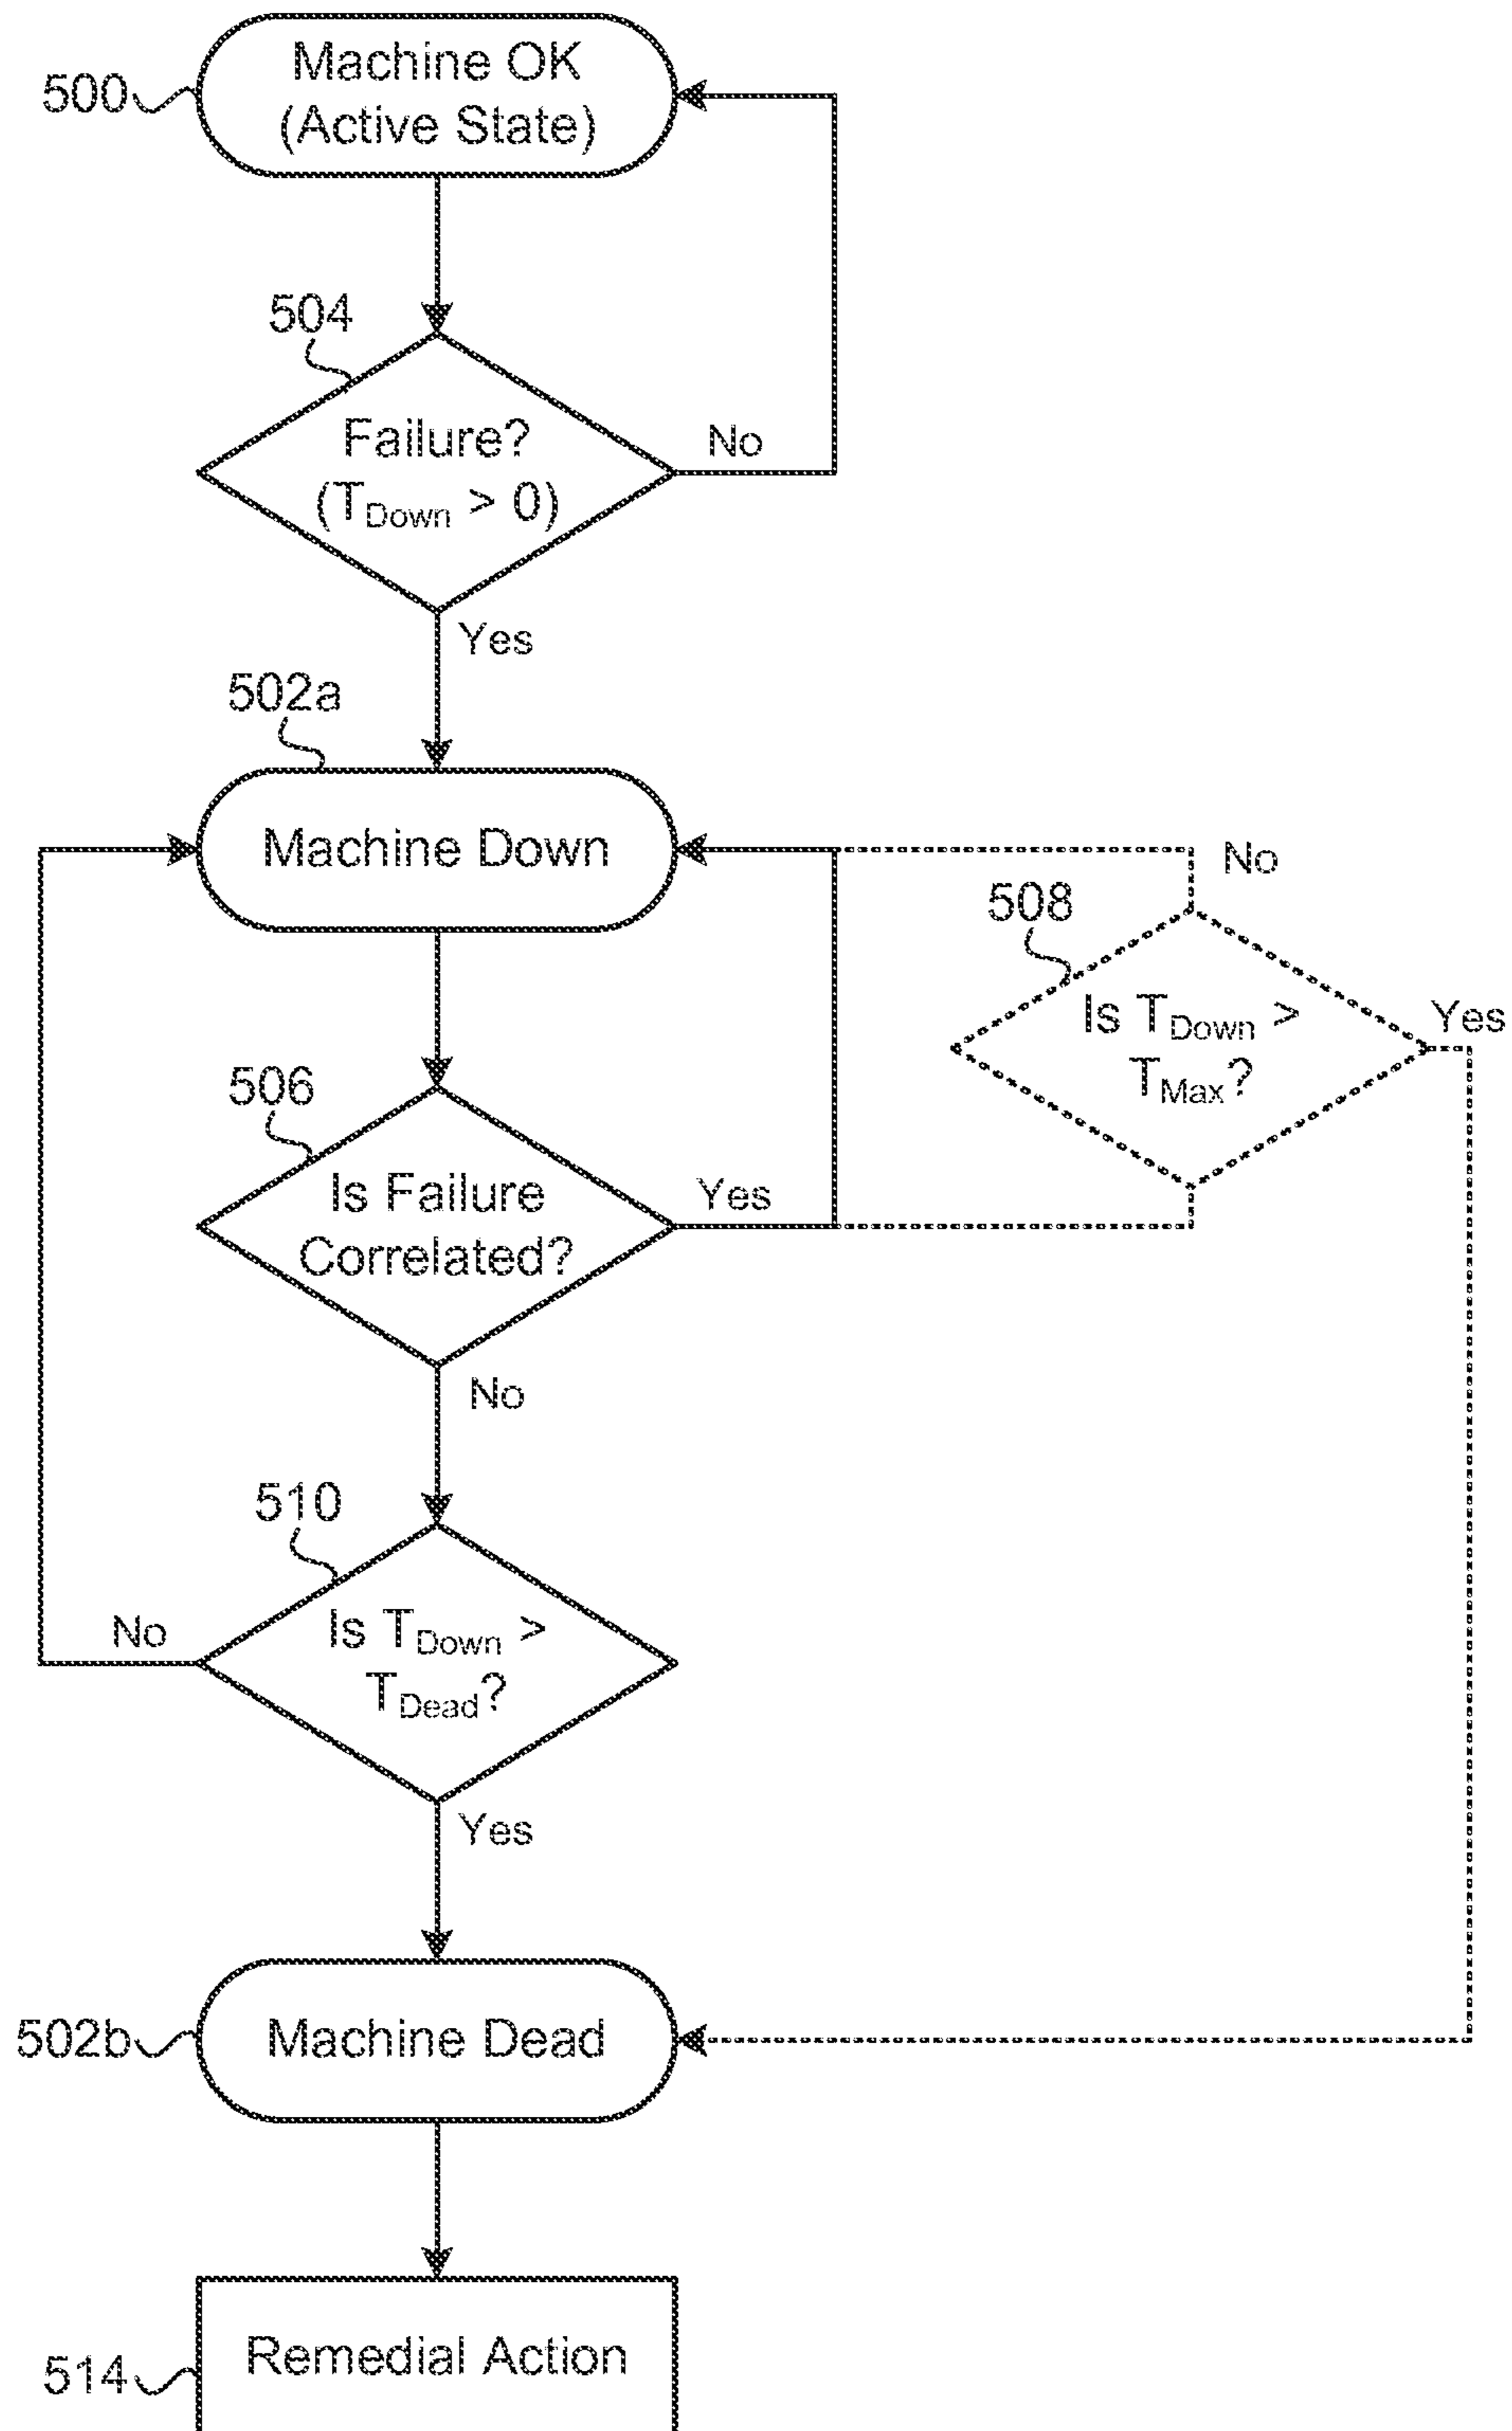 Machine OK
(Active State)
500
504
Failure?
(TDown > 0)
No
Yes
502a
Machine Down
No
508
Is TDown >
TMax?
Yes
506
Is Failure
Correlated?
Yes
No
510
Is TDown >
TDead?
No
Yes
502b
Machine Dead
Remedial Action
514